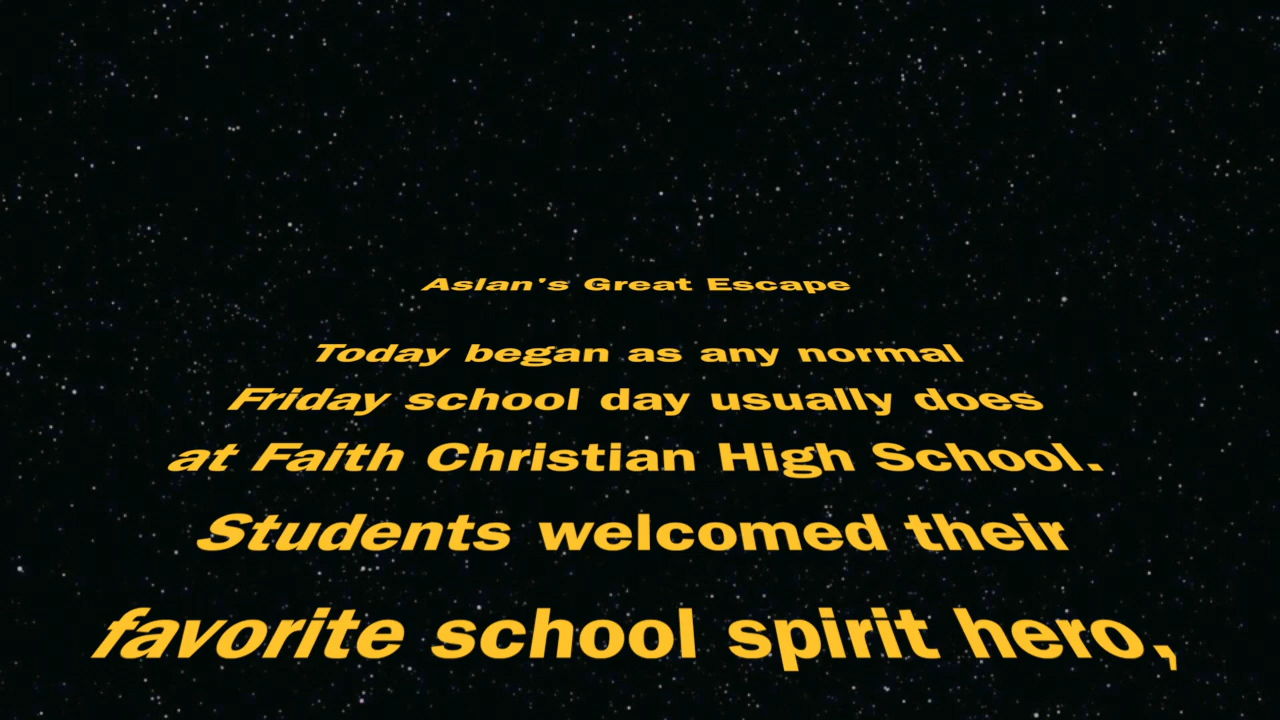 Aslan's Great Escape
Today began as any normal
Friday school day usually does
at Faith Christian High School.
Students welcomed their
favorite school spirit hero,